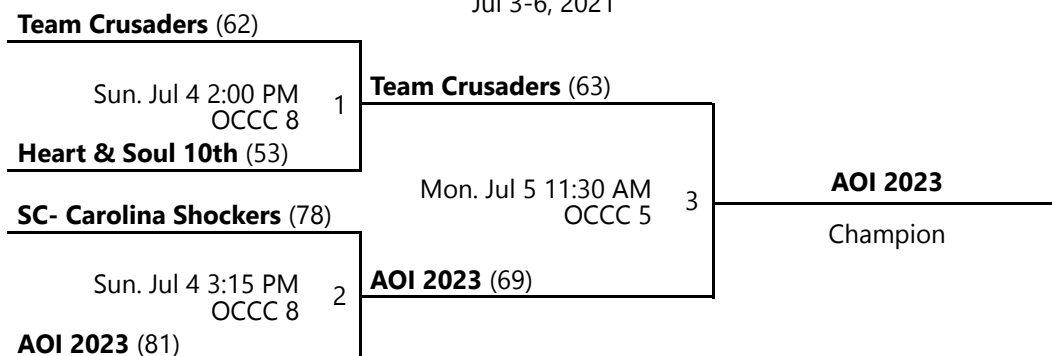 Jul 3-6, 2021
Team Crusaders (62)
Sun. Jul 4 2:00 PM
OCCC 8
1
Heart & Soul 10th (53)
Team Crusaders (63)
Mon. Jul 5 11:30 AM
OCCC 5
3
AOI 2023
Champion
SC- Carolina Shockers (78)
Sun. Jul 4 3:15 PM
OCCC 8
2
AOI 2023 (69)
AOI 2023 (81)